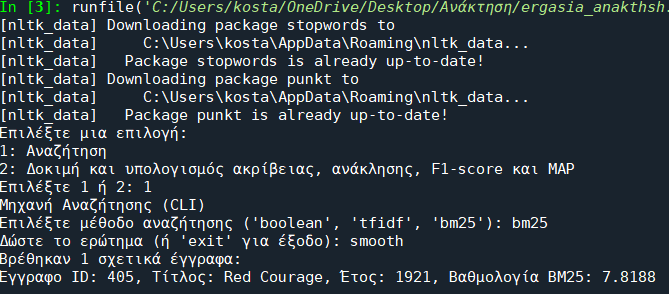 In [3]: runfile('C:/Users/kosta/OneDrive/Desktop/Ανάκτηση/ergasia_anakthsh.
[nltk_data] Downloading package stopwords to
[nltk_data]     C:\Users\kosta\AppData\Roaming\nltk_data...
[nltk_data]   Package stopwords is already up-to-date!
[nltk_data] Downloading package punkt to
[nltk_data]     C:\Users\kosta\AppData\Roaming\nltk_data...
[nltk_data]   Package punkt is already up-to-date!
Επιλέξτε μια επιλογή:
1: Αναζήτηση
2: Δοκιμή και υπολογισμός ακρίβειας, ανάκλησης, F1-score και MAP
Επιλέξτε 1 ή 2: 1
Μηχανή Αναζήτησης (CLI)
Επιλέξτε μέθοδο αναζήτησης ('boolean', 'tfidf', 'bm25'): bm25
Δώστε το ερώτημα (ή 'exit' για έξοδο): smooth
Βρέθηκαν 1 σχετικά έγγραφα:
Έγγραφο ID: 405, Τίτλος: Red Courage, Έτος: 1921, Βαθμολογία BM25: 7.8188